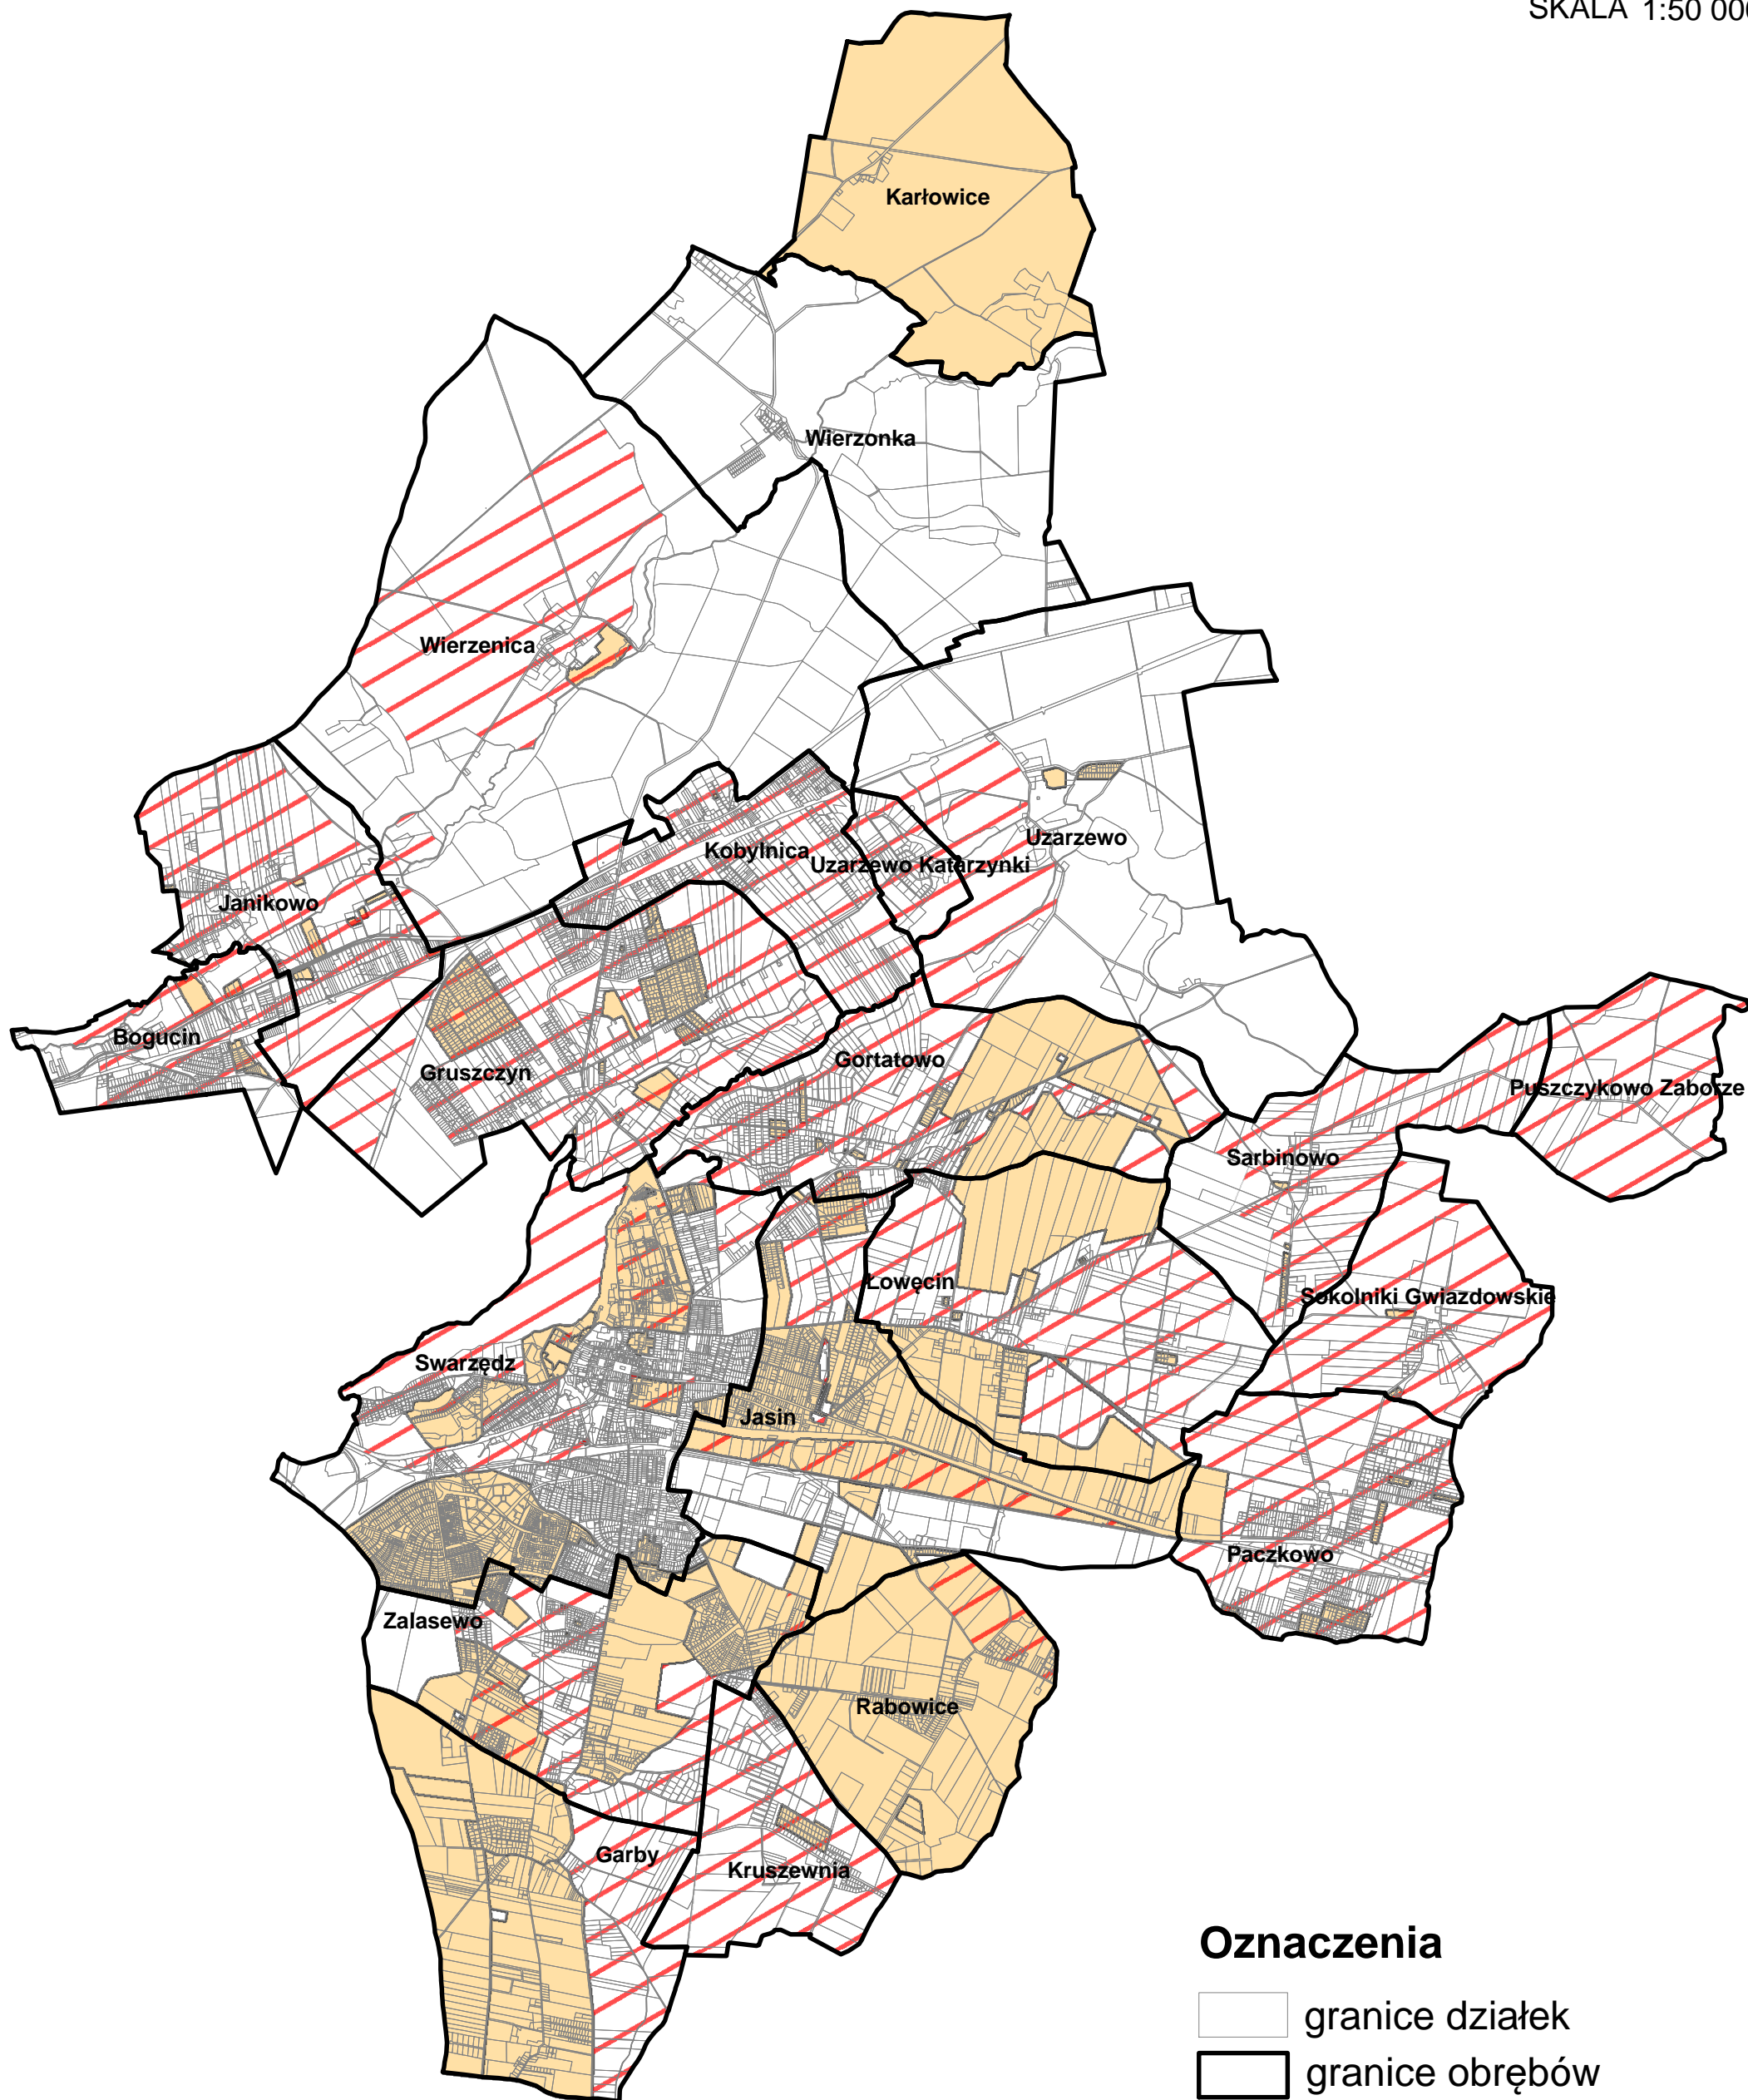 SKALA 1:50 000
Karłowice
Wierzonka
Wierzenica
Uzarzewo
Kobylnica
Uzarzewo Katarzynki
Janikowo
Bogucin
Gruszczyn
Gortatowo
Puszczykowo Zaborze
Sarbinowo
Łowęcin
Sokolniki Gwiazdowskie
Swarzędz
Jasin
Paczkowo
Zalasewo
Rabowice
Garby
Kruszewnia
Oznaczenia
granice działek
granice obrębów